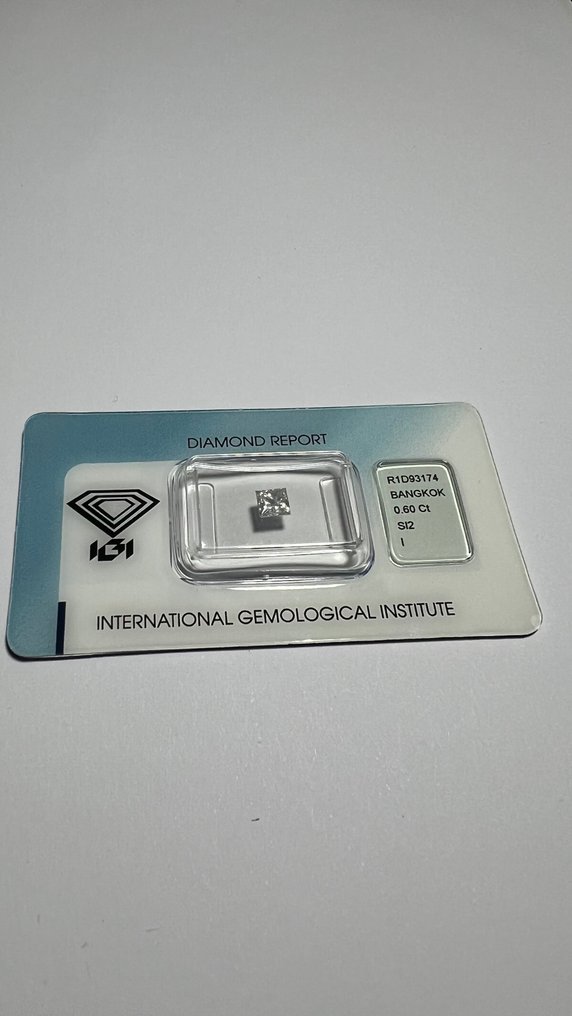 DIAMOND REPORT
IGI
R1D93174
BANGKOK
0.60 Ct
SI2
I
INTERNATIONAL GEMOLOGICAL INSTITUTE